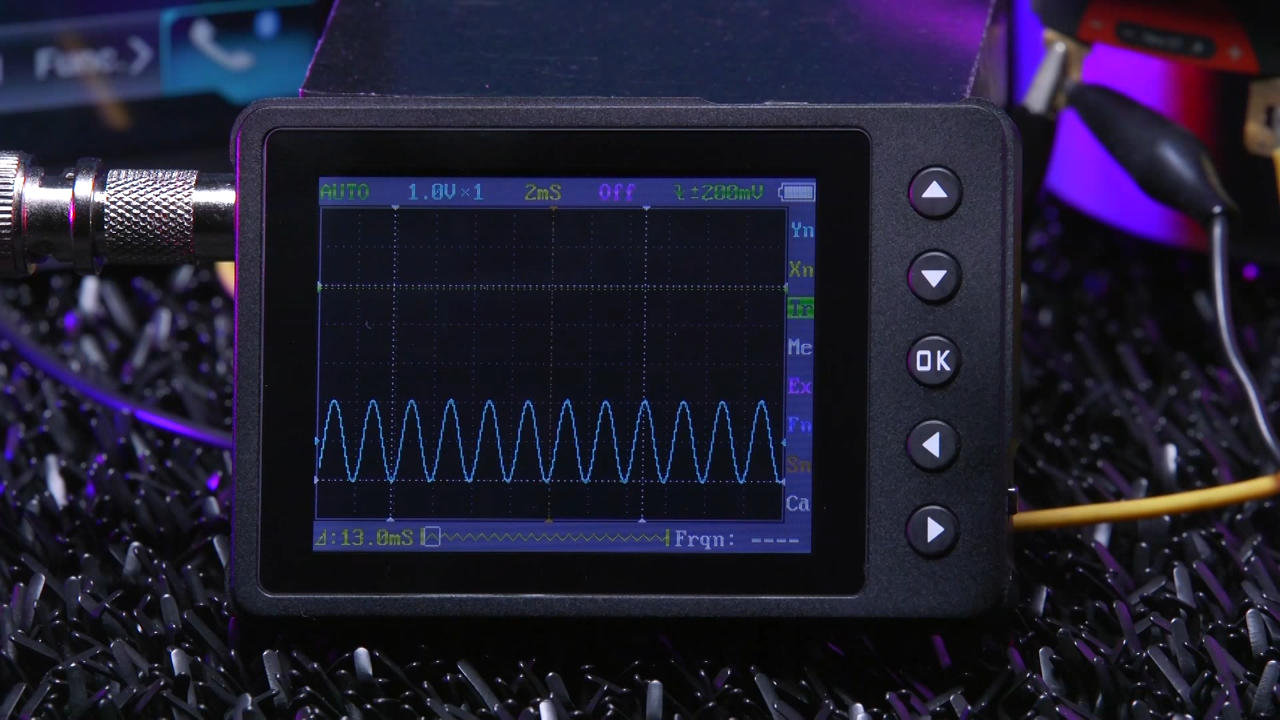 Func.
AUTO 1.0V×1 2mS Off ±200mV
Yn
Xn
Tr
Me
Ex
Fn
Sn
Ca
⊿:13.0mS Frqn: ----
OK